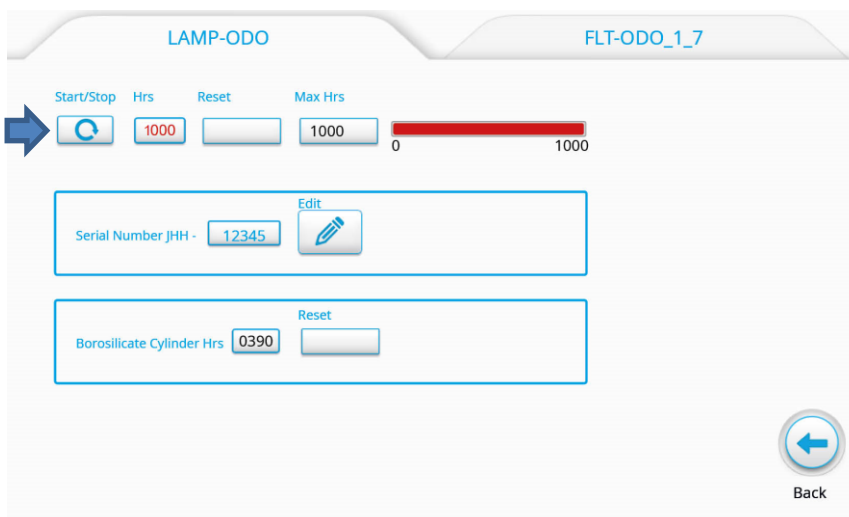 LAMP-ODO FLT-ODO_1_7
Start/Stop Hrs Reset Max Hrs
1000 1000
0 1000
Edit
Serial Number JHH - 12345
Reset
Borosilicate Cylinder Hrs 0390
Back